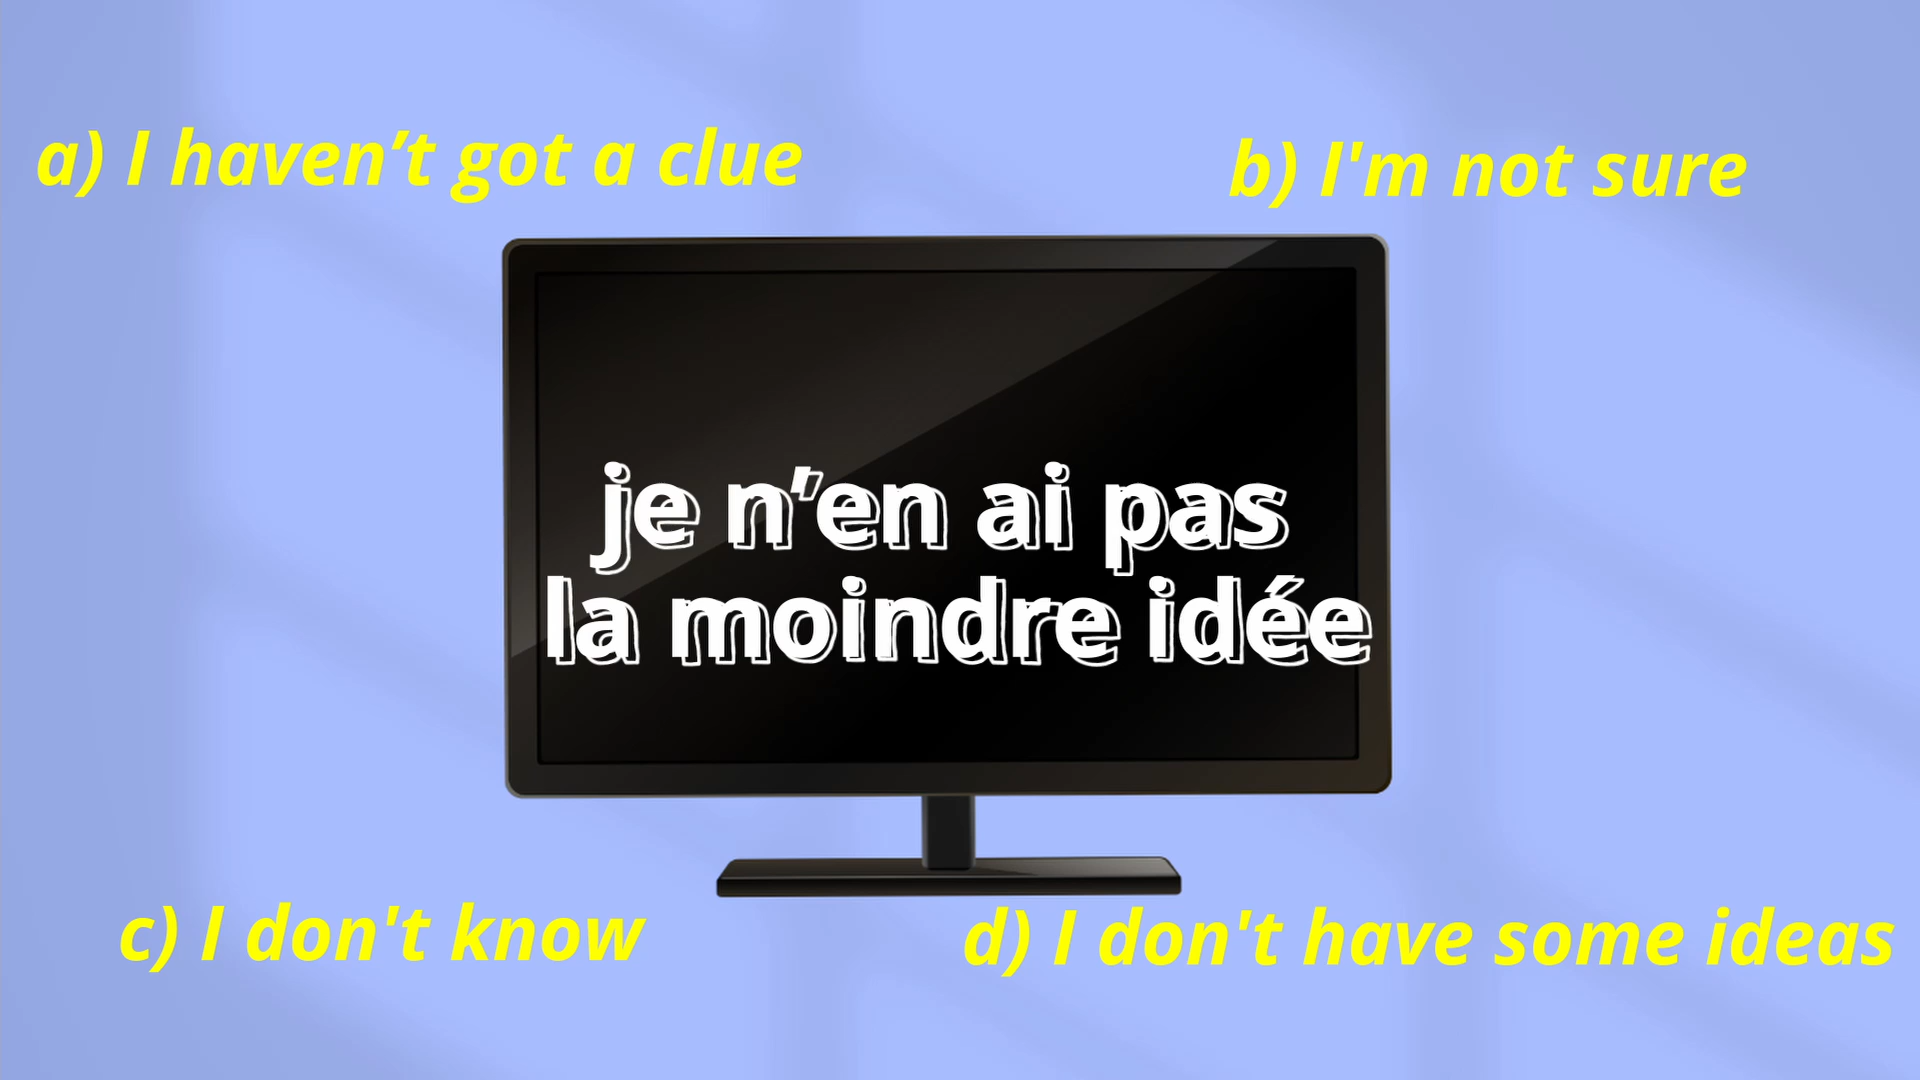 a) I haven’t got a clue
b) I'm not sure
je n’en ai pas
la moindre idée
c) I don't know
d) I don't have some ideas